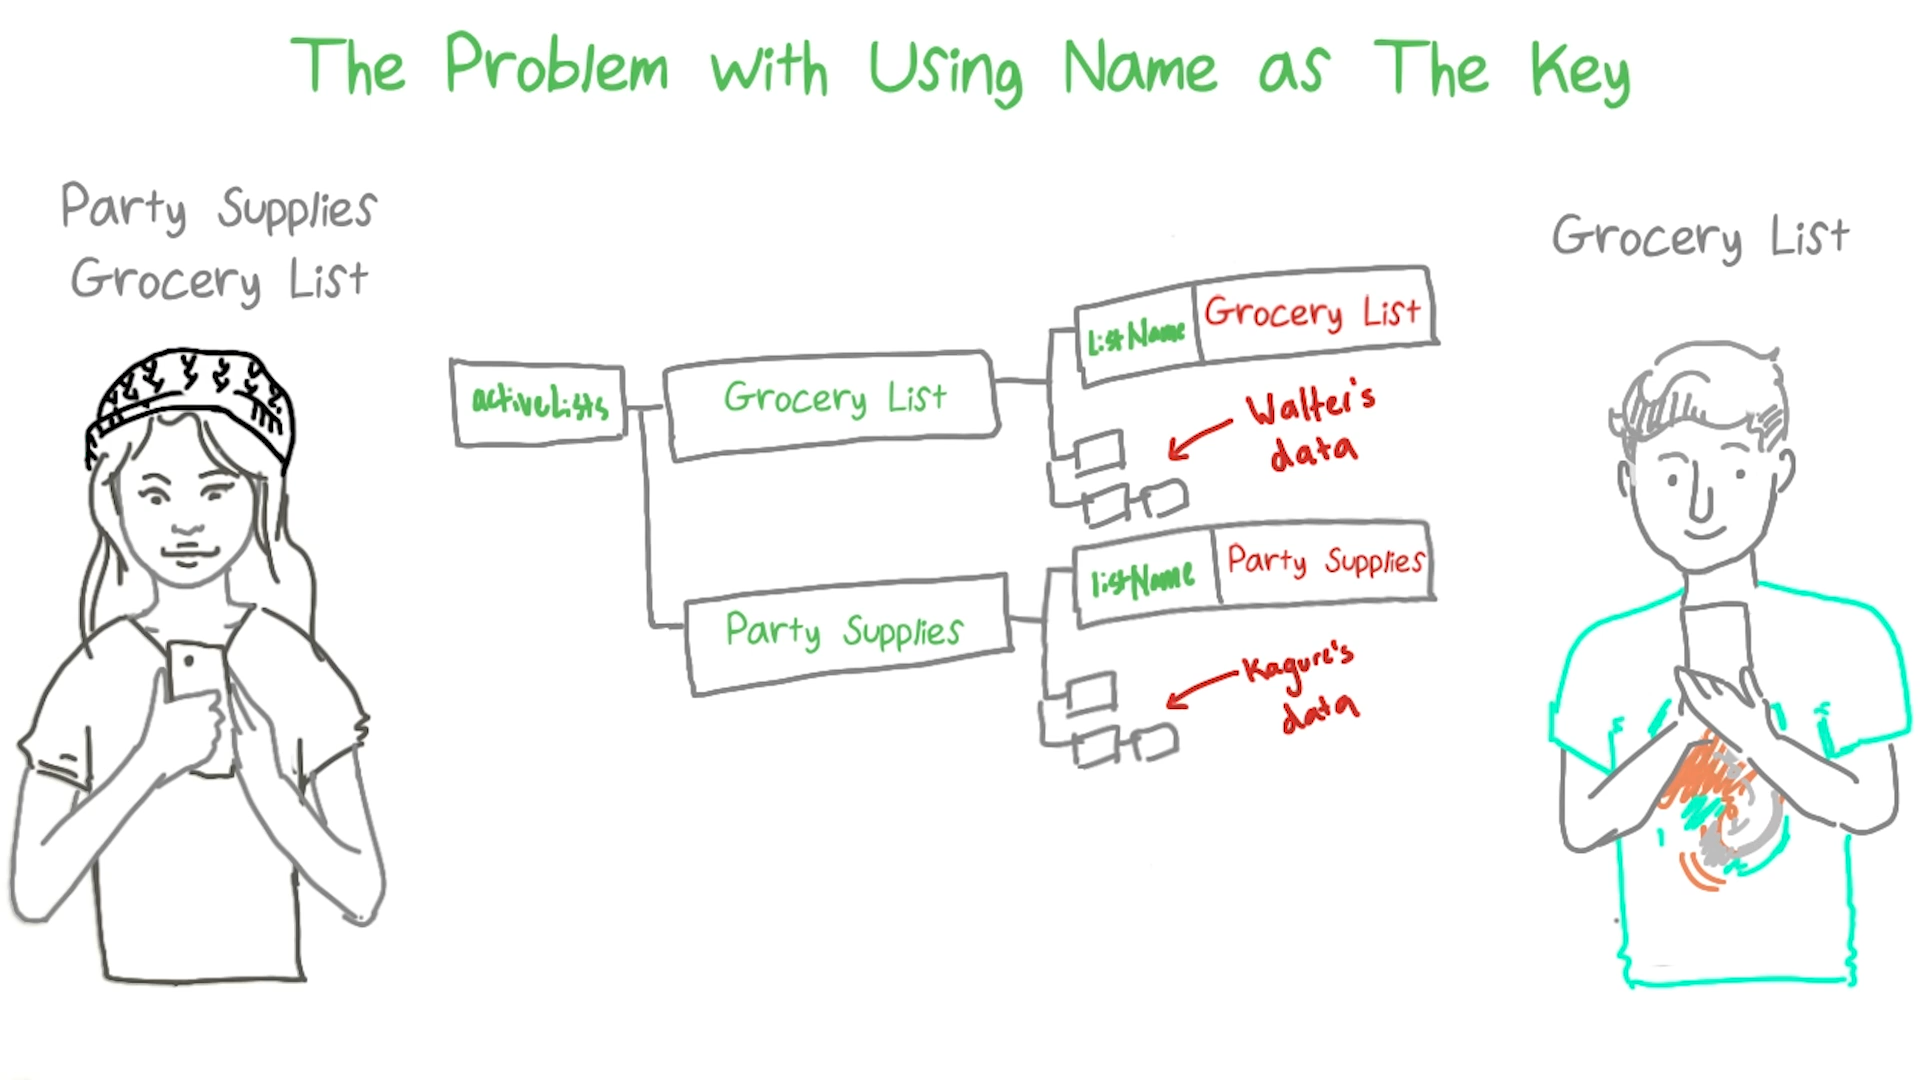 The Problem with Using Name as The Key
Party Supplies
Grocery List
Grocery List
activeLists
Grocery List
listName
Grocery List
Walter's
data
Party Supplies
listName
Party Supplies
Kagure's
data